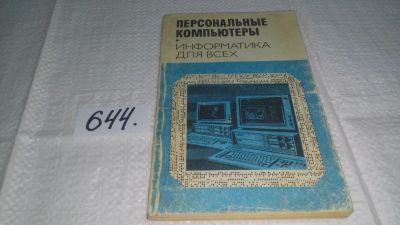 ПЕРСОНАЛЬНЫЕ
КОМПЬЮТЕРЫ
ИНФОРМАТИКА
ДЛЯ ВСЕХ
644.